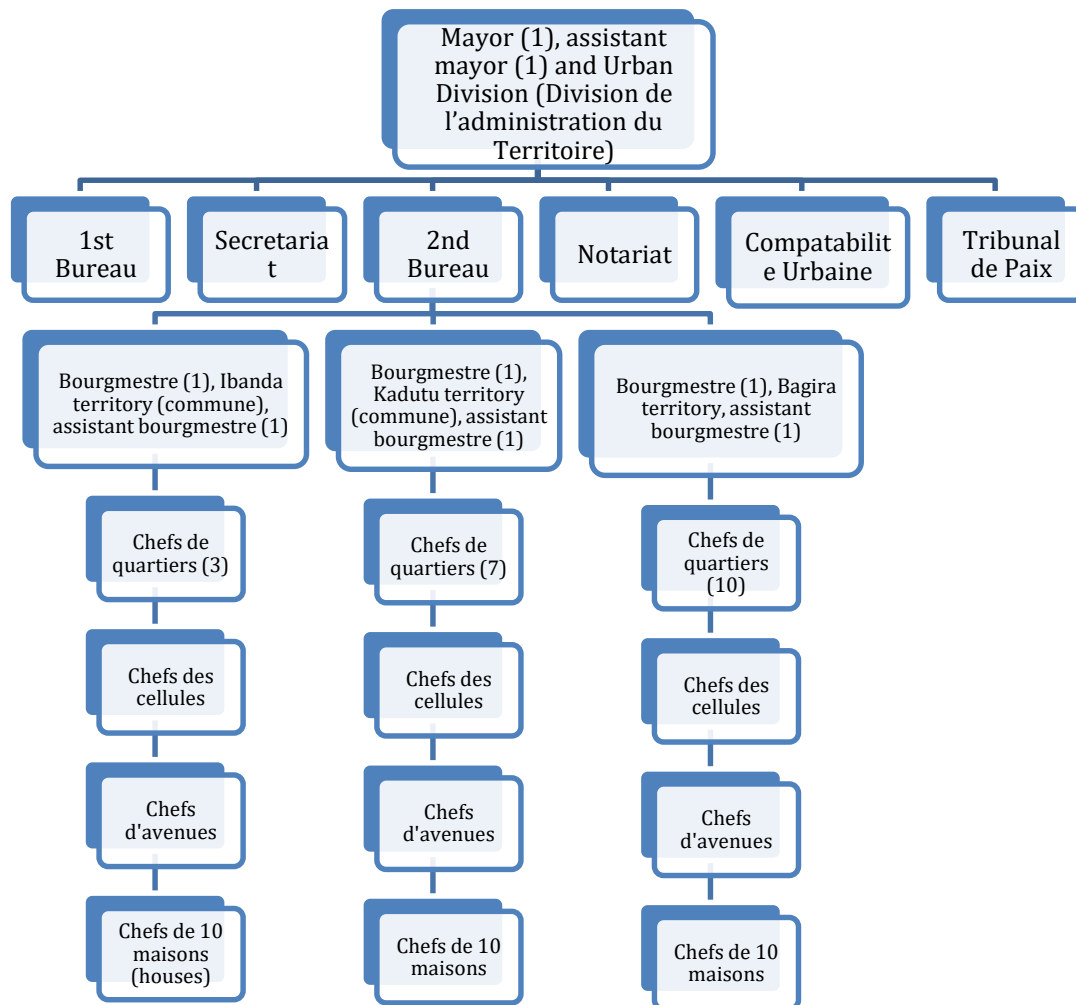 Mayor (1), assistant
mayor (1) and Urban
Division (Division de
l'administration du
Territoire)
1st
Bureau
Secretaria
t
2nd
Bureau
Notariat
Compatabilit
e Urbaine
Tribunal
de Paix
Bourgmestre (1), Ibanda
territory (commune),
assistant bourgmestre (1)
Bourgmestre (1),
Kadutu territory
(commune), assistant
bourgmestre (1)
Bourgmestre (1), Bagira
territory, assistant
bourgmestre (1)
Chefs de
quartiers (3)
Chefs de
quartiers (7)
Chefs de
quartiers
(10)
Chefs des
cellules
Chefs des
cellules
Chefs des
cellules
Chefs
d'avenues
Chefs
d'avenues
Chefs
d'avenues
Chefs de 10
maisons
(houses)
Chefs de 10
maisons
Chefs de 10
maisons